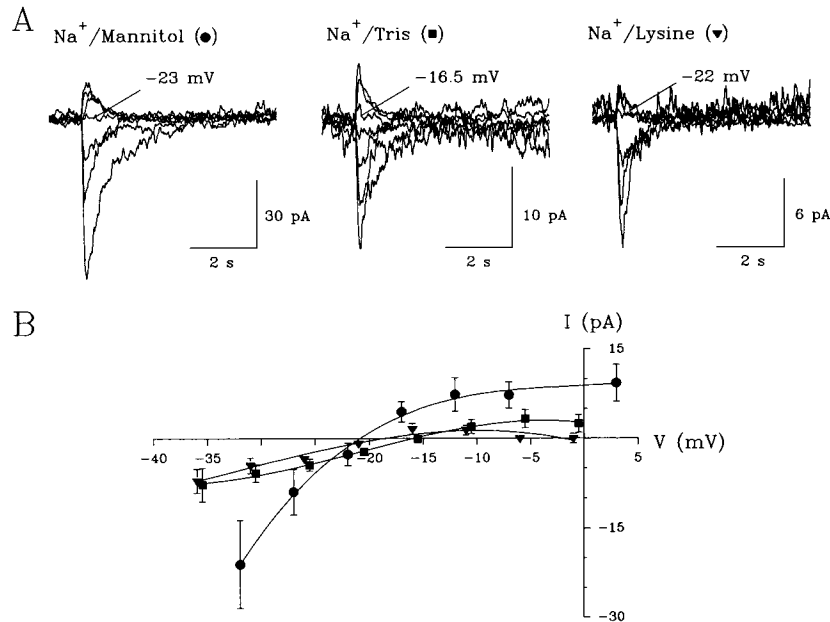 A
Na⁺/Mannitol (●) Na⁺/Tris (■) Na⁺/Lysine (▼)
-23 mV -16.5 mV -22 mV
30 pA 10 pA 6 pA
2 s 2 s 2 s
B
I (pA)
15
V (mV)
-40 -35 -30 -25 -20 -15 -10 -5 5
-15
-30